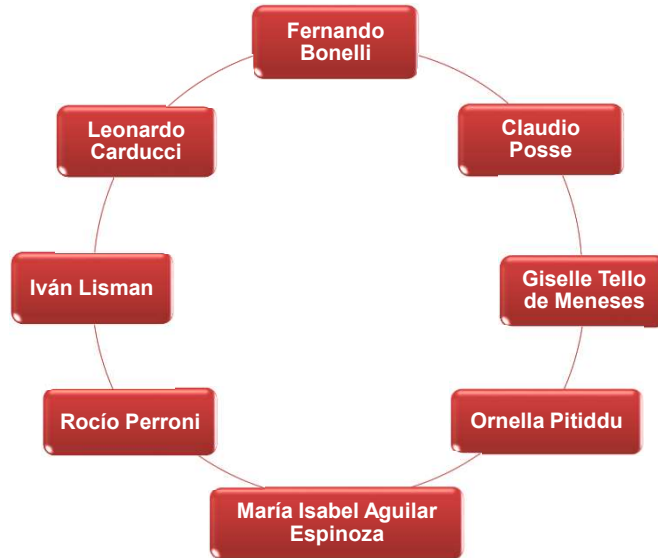 Fernando
Bonelli
Claudio
Posse
Giselle Tello
de Meneses
Ornella Pitiddu
María Isabel Aguilar
Espinoza
Rocío Perroni
Iván Lisman
Leonardo
Carducci